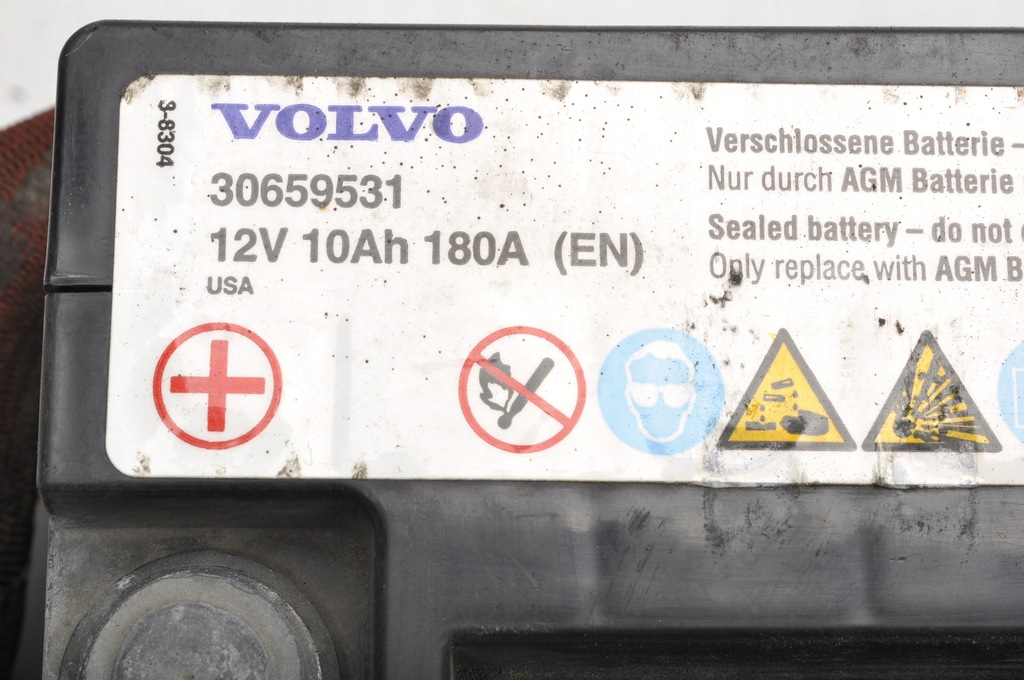 3-8304
VOLVO
30659531
12V 10Ah 180A (EN)
USA
Verschlossene Batterie –
Nur durch AGM Batterie
Sealed battery – do not
Only replace with AGM